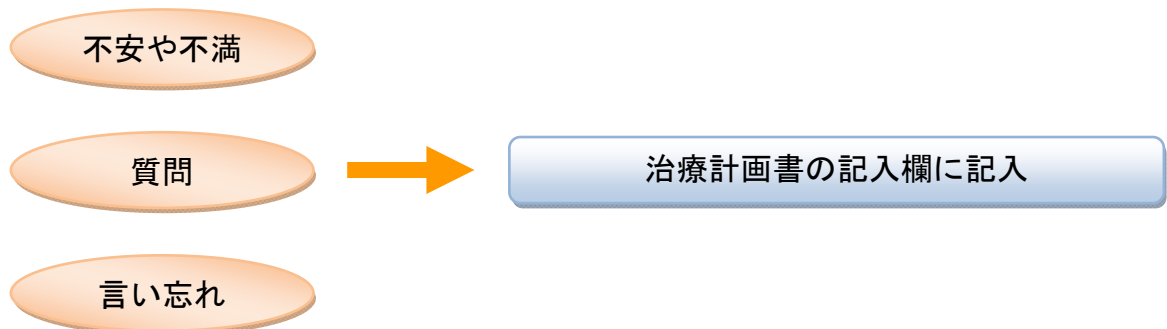 不安や不満
質問
治療計画書の記入欄に記入
言い忘れ